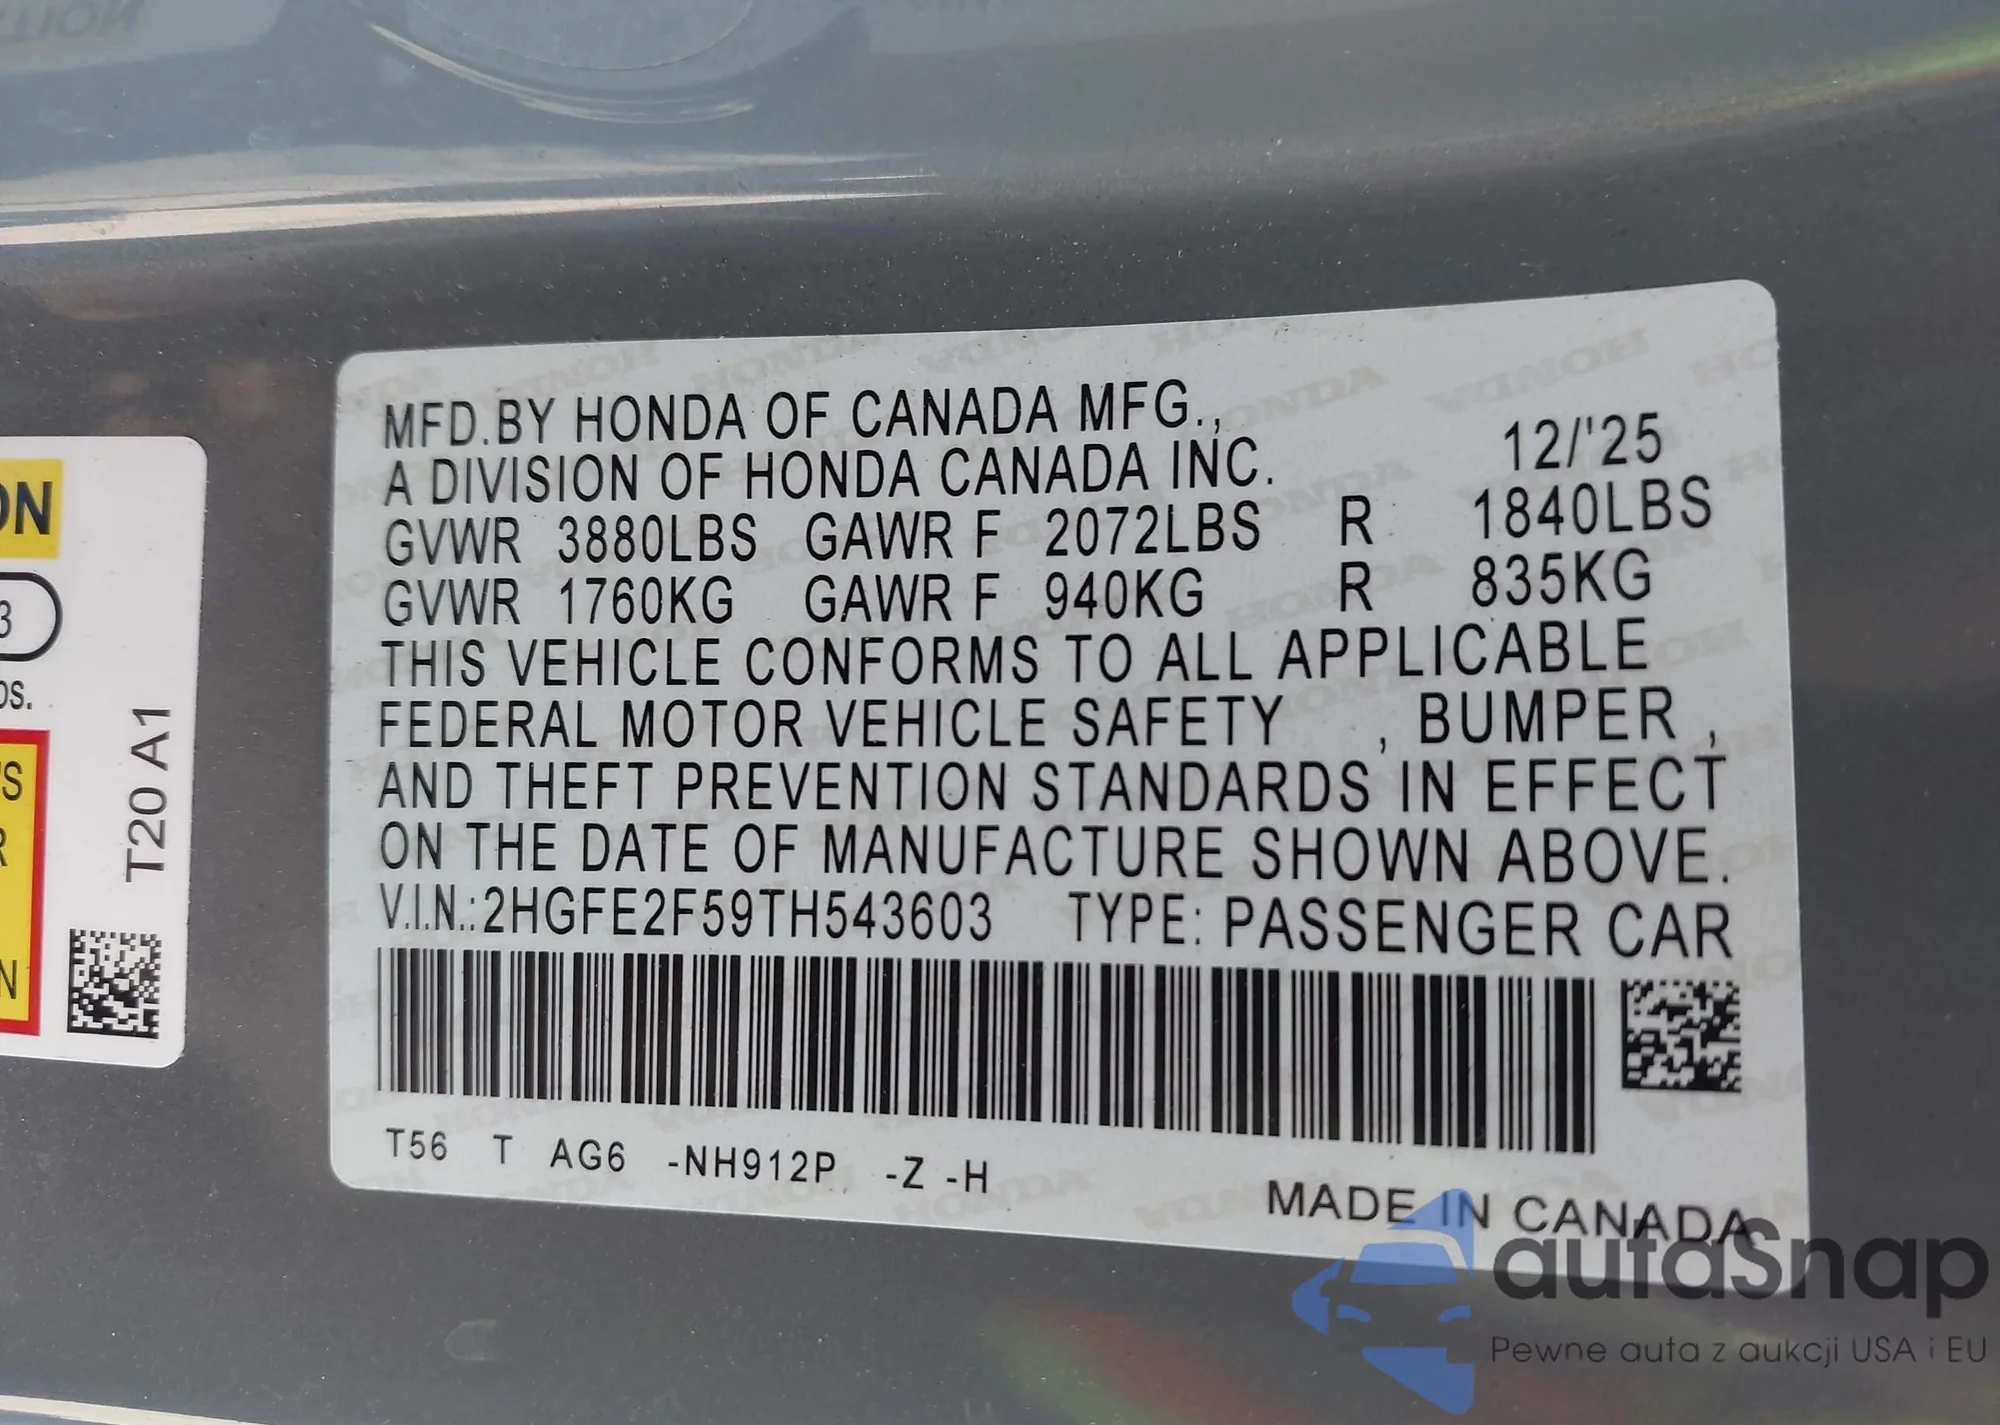 MFD.BY HONDA OF CANADA MFG.,
A DIVISION OF HONDA CANADA INC.
12/'25
GVWR 3880LBS GAWR F 2072LBS R 1840LBS
GVWR 1760KG GAWR F 940KG R 835KG
THIS VEHICLE CONFORMS TO ALL APPLICABLE
FEDERAL MOTOR VEHICLE SAFETY , BUMPER ,
AND THEFT PREVENTION STANDARDS IN EFFECT
ON THE DATE OF MANUFACTURE SHOWN ABOVE.
V.I.N.:2HGFE2F59TH543603 TYPE: PASSENGER CAR
T56 T AG6 -NH912P -Z -H
MADE IN CANADA
T20 A1
autaSnap
Pewne auta z aukcji USA i EU